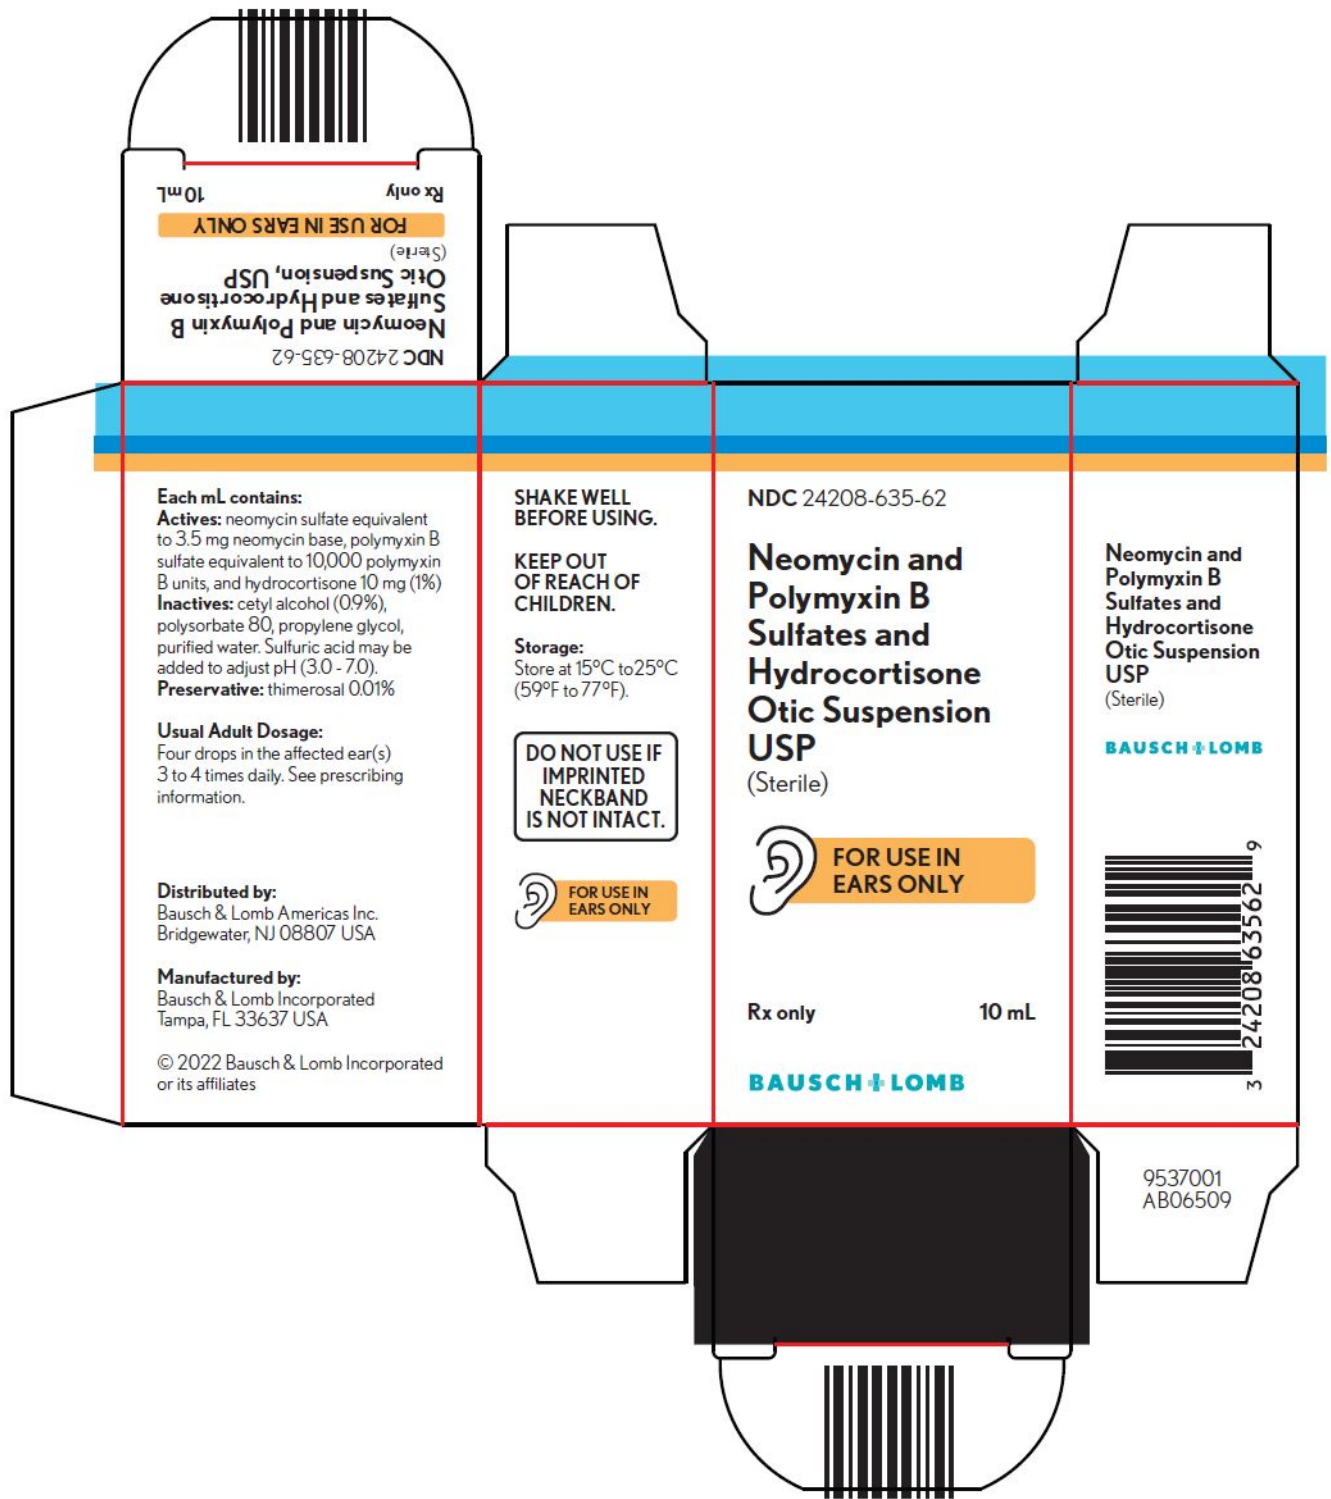 Rx only 10 mL
FOR USE IN EARS ONLY
(Sterile)
Otic Suspension, USP
Sulfates and Hydrocortisone
Neomycin and Polymyxin B
NDC 24208-635-62
Each mL contains:
Actives: neomycin sulfate equivalent
to 3.5 mg neomycin base, polymyxin B
sulfate equivalent to 10,000 polymyxin
B units, and hydrocortisone 10 mg (1%)
Inactives: cetyl alcohol (0.9%),
polysorbate 80, propylene glycol,
purified water. Sulfuric acid may be
added to adjust pH (3.0 - 7.0).
Preservative: thimerosal 0.01%
Usual Adult Dosage:
Four drops in the affected ear(s)
3 to 4 times daily. See prescribing
information.
Distributed by:
Bausch & Lomb Americas Inc.
Bridgewater, NJ 08807 USA
Manufactured by:
Bausch & Lomb Incorporated
Tampa, FL 33637 USA
© 2022 Bausch & Lomb Incorporated
or its affiliates
SHAKE WELL
BEFORE USING.
KEEP OUT
OF REACH OF
CHILDREN.
Storage:
Store at 15°C to 25°C
(59°F to 77°F).
DO NOT USE IF
IMPRINTED
NECKBAND
IS NOT INTACT.
FOR USE IN
EARS ONLY
NDC 24208-635-62
Neomycin and
Polymyxin B
Sulfates and
Hydrocortisone
Otic Suspension
USP
(Sterile)
FOR USE IN
EARS ONLY
Rx only 10 mL
BAUSCH + LOMB
Neomycin and
Polymyxin B
Sulfates and
Hydrocortisone
Otic Suspension
USP
(Sterile)
BAUSCH + LOMB
3 24208 63562 9
9537001
AB06509